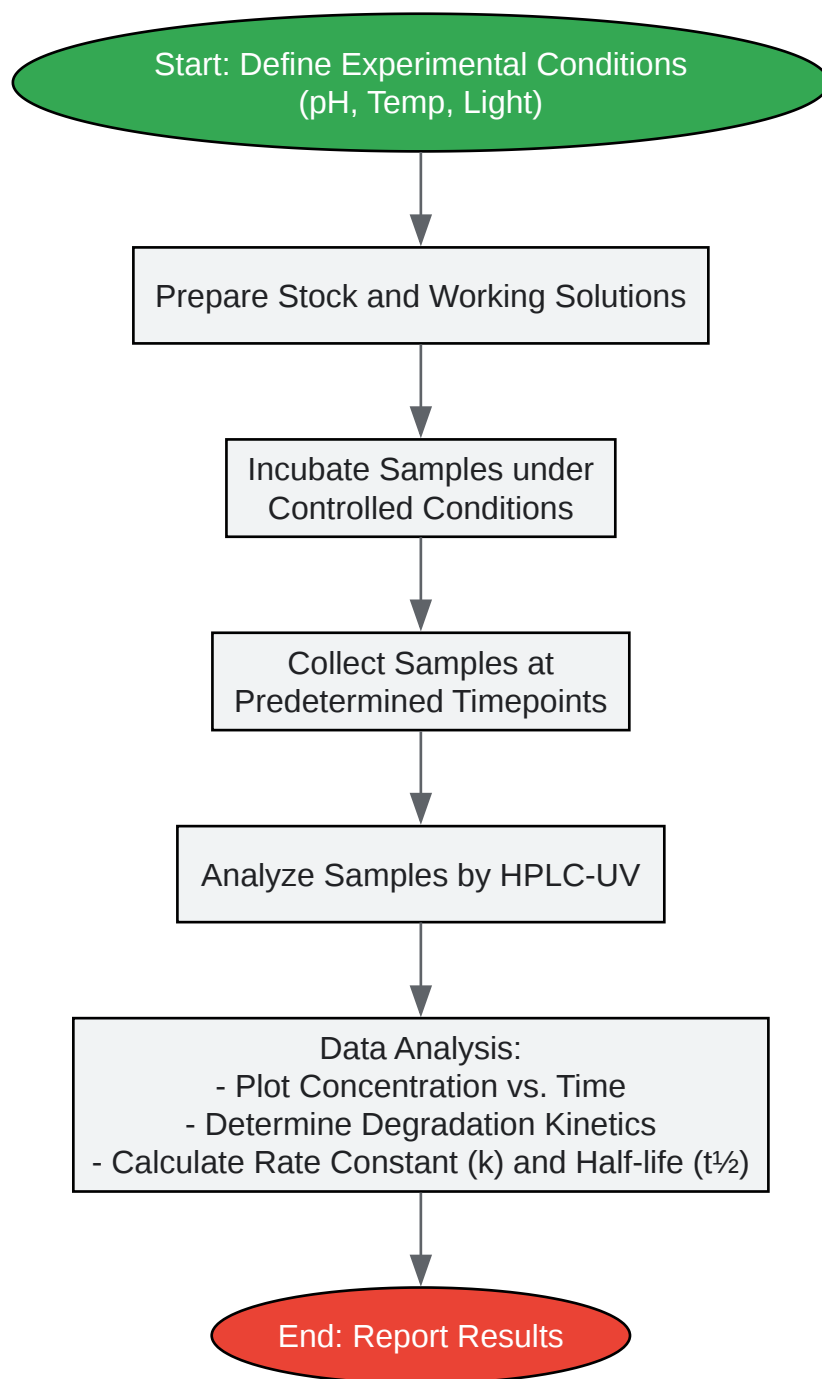 Start: Define Experimental Conditions
(pH, Temp, Light)
Prepare Stock and Working Solutions
Incubate Samples under
Controlled Conditions
Collect Samples at
Predetermined Timepoints
Analyze Samples by HPLC-UV
Data Analysis:
- Plot Concentration vs. Time
- Determine Degradation Kinetics
- Calculate Rate Constant (k) and Half-life (t½)
End: Report Results